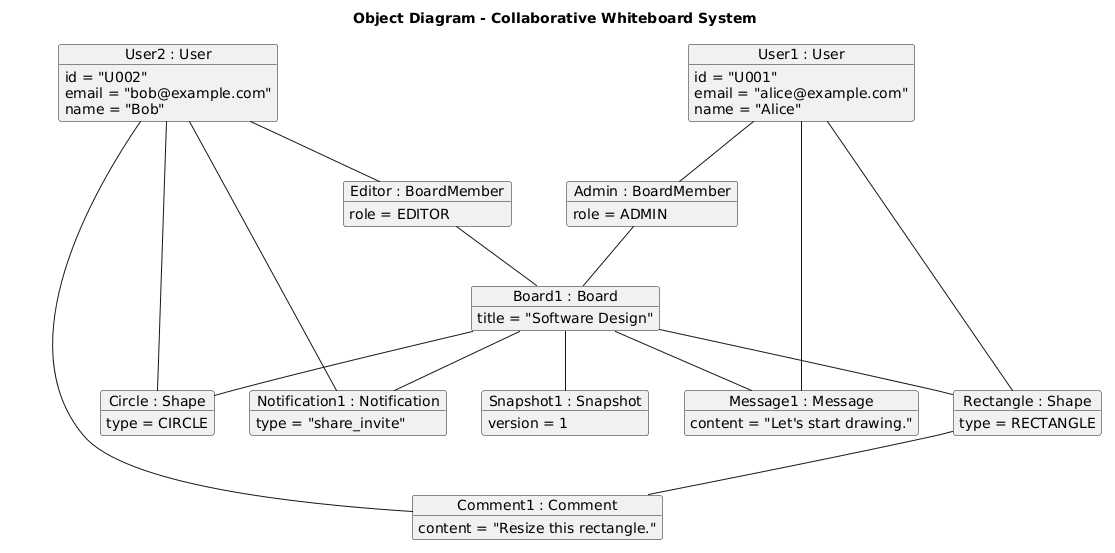 Object Diagram - Collaborative Whiteboard System
User2 : User
id = "U002"
email = "bob@example.com"
name = "Bob"
User1 : User
id = "U001"
email = "alice@example.com"
name = "Alice"
Editor : BoardMember
role = EDITOR
Admin : BoardMember
role = ADMIN
Board1 : Board
title = "Software Design"
Circle : Shape
type = CIRCLE
Notification1 : Notification
type = "share_invite"
Snapshot1 : Snapshot
version = 1
Message1 : Message
content = "Let's start drawing."
Rectangle : Shape
type = RECTANGLE
Comment1 : Comment
content = "Resize this rectangle."